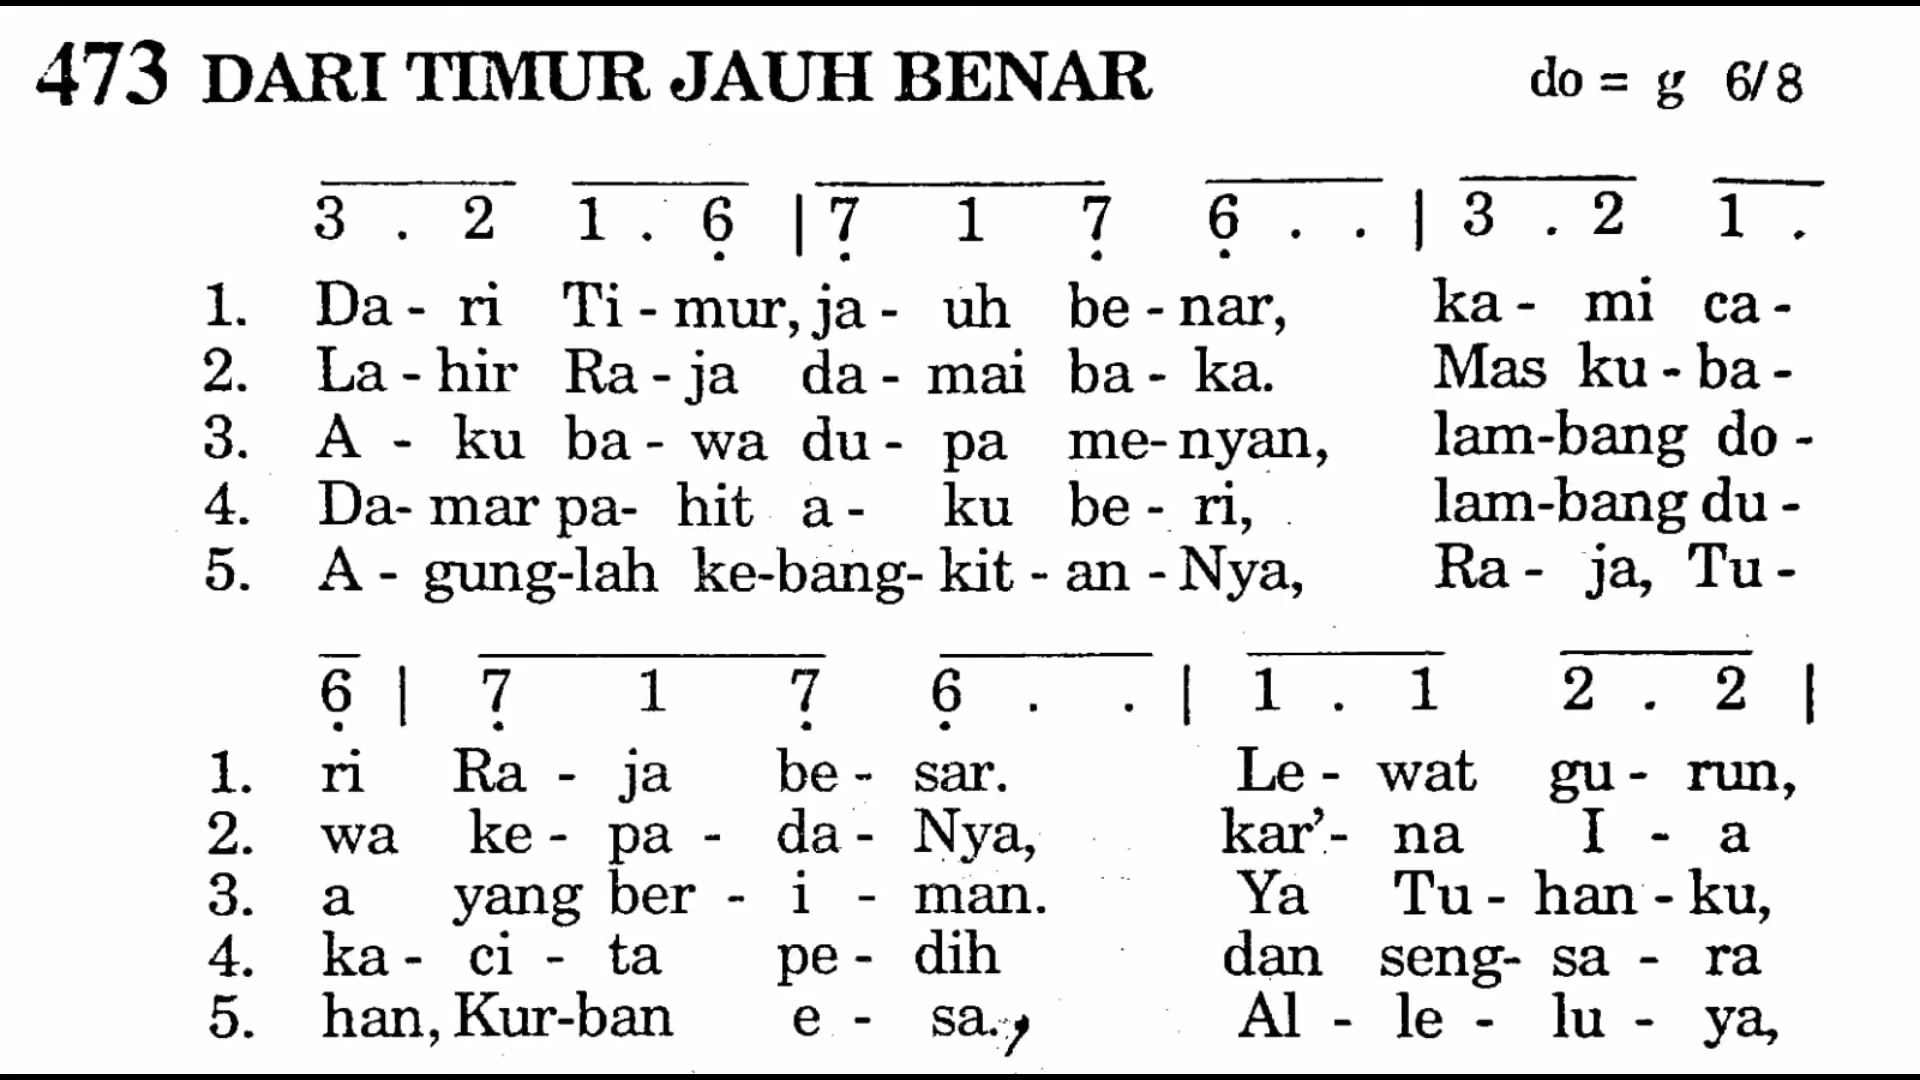 473 DARI TIMUR JAUH BENAR do = g 6/8
3 . 2 1 . 6̣ | 7̣ 1 7̣ 6̣ . . | 3 . 2 1 .
1. Da - ri Ti - mur, ja - uh be - nar, ka - mi ca -
2. La - hir Ra - ja da - mai ba - ka. Mas ku - ba -
3. A - ku ba - wa du - pa me- nyan, lam-bang do -
4. Da- mar pa- hit a - ku be - ri, lam-bang du -
5. A - gung-lah ke-bang- kit - an - Nya, Ra - ja, Tu -
6̣ | 7̣ 1 7̣ 6̣ . . | 1 . 1 2 . 2 |
1. ri Ra - ja be - sar. Le - wat gu - run,
2. wa ke - pa - da - Nya, kar'- na I - a
3. a yang ber - i - man. Ya Tu - han - ku,
4. ka - ci - ta pe - dih dan seng- sa - ra
5. han, Kur-ban e - sa., Al - le - lu - ya,